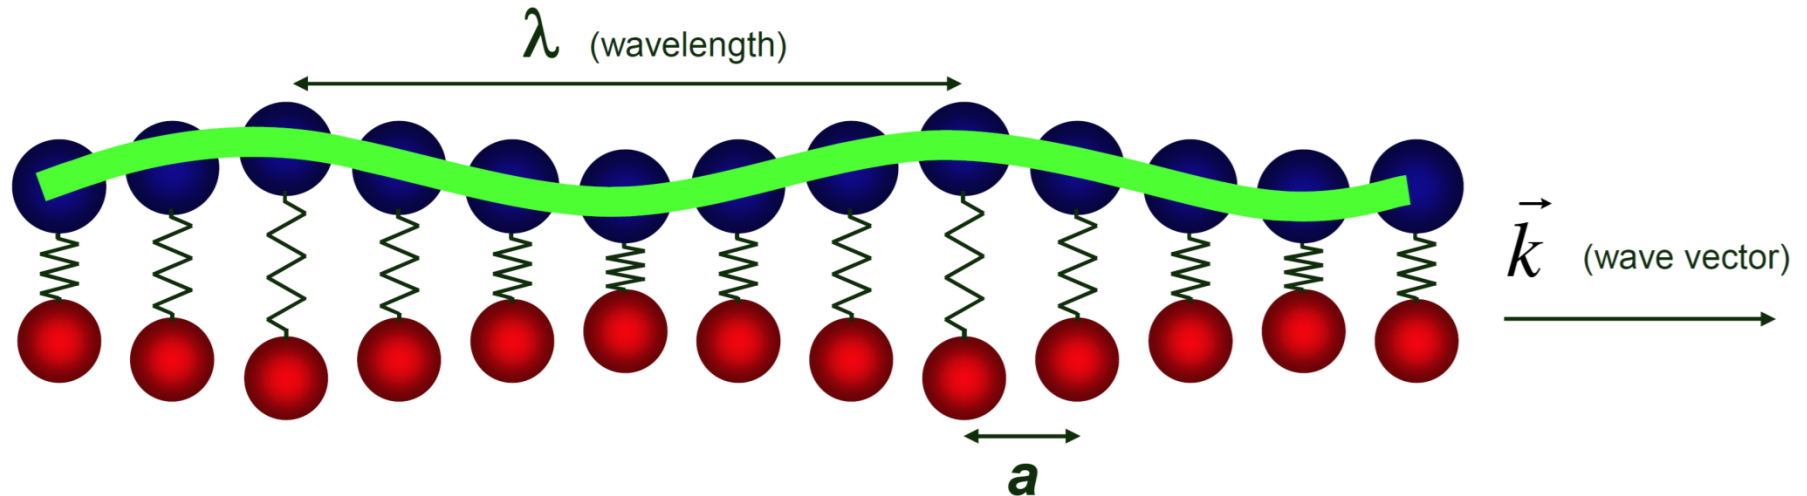 λ (wavelength)
k⃗ (wave vector)
a